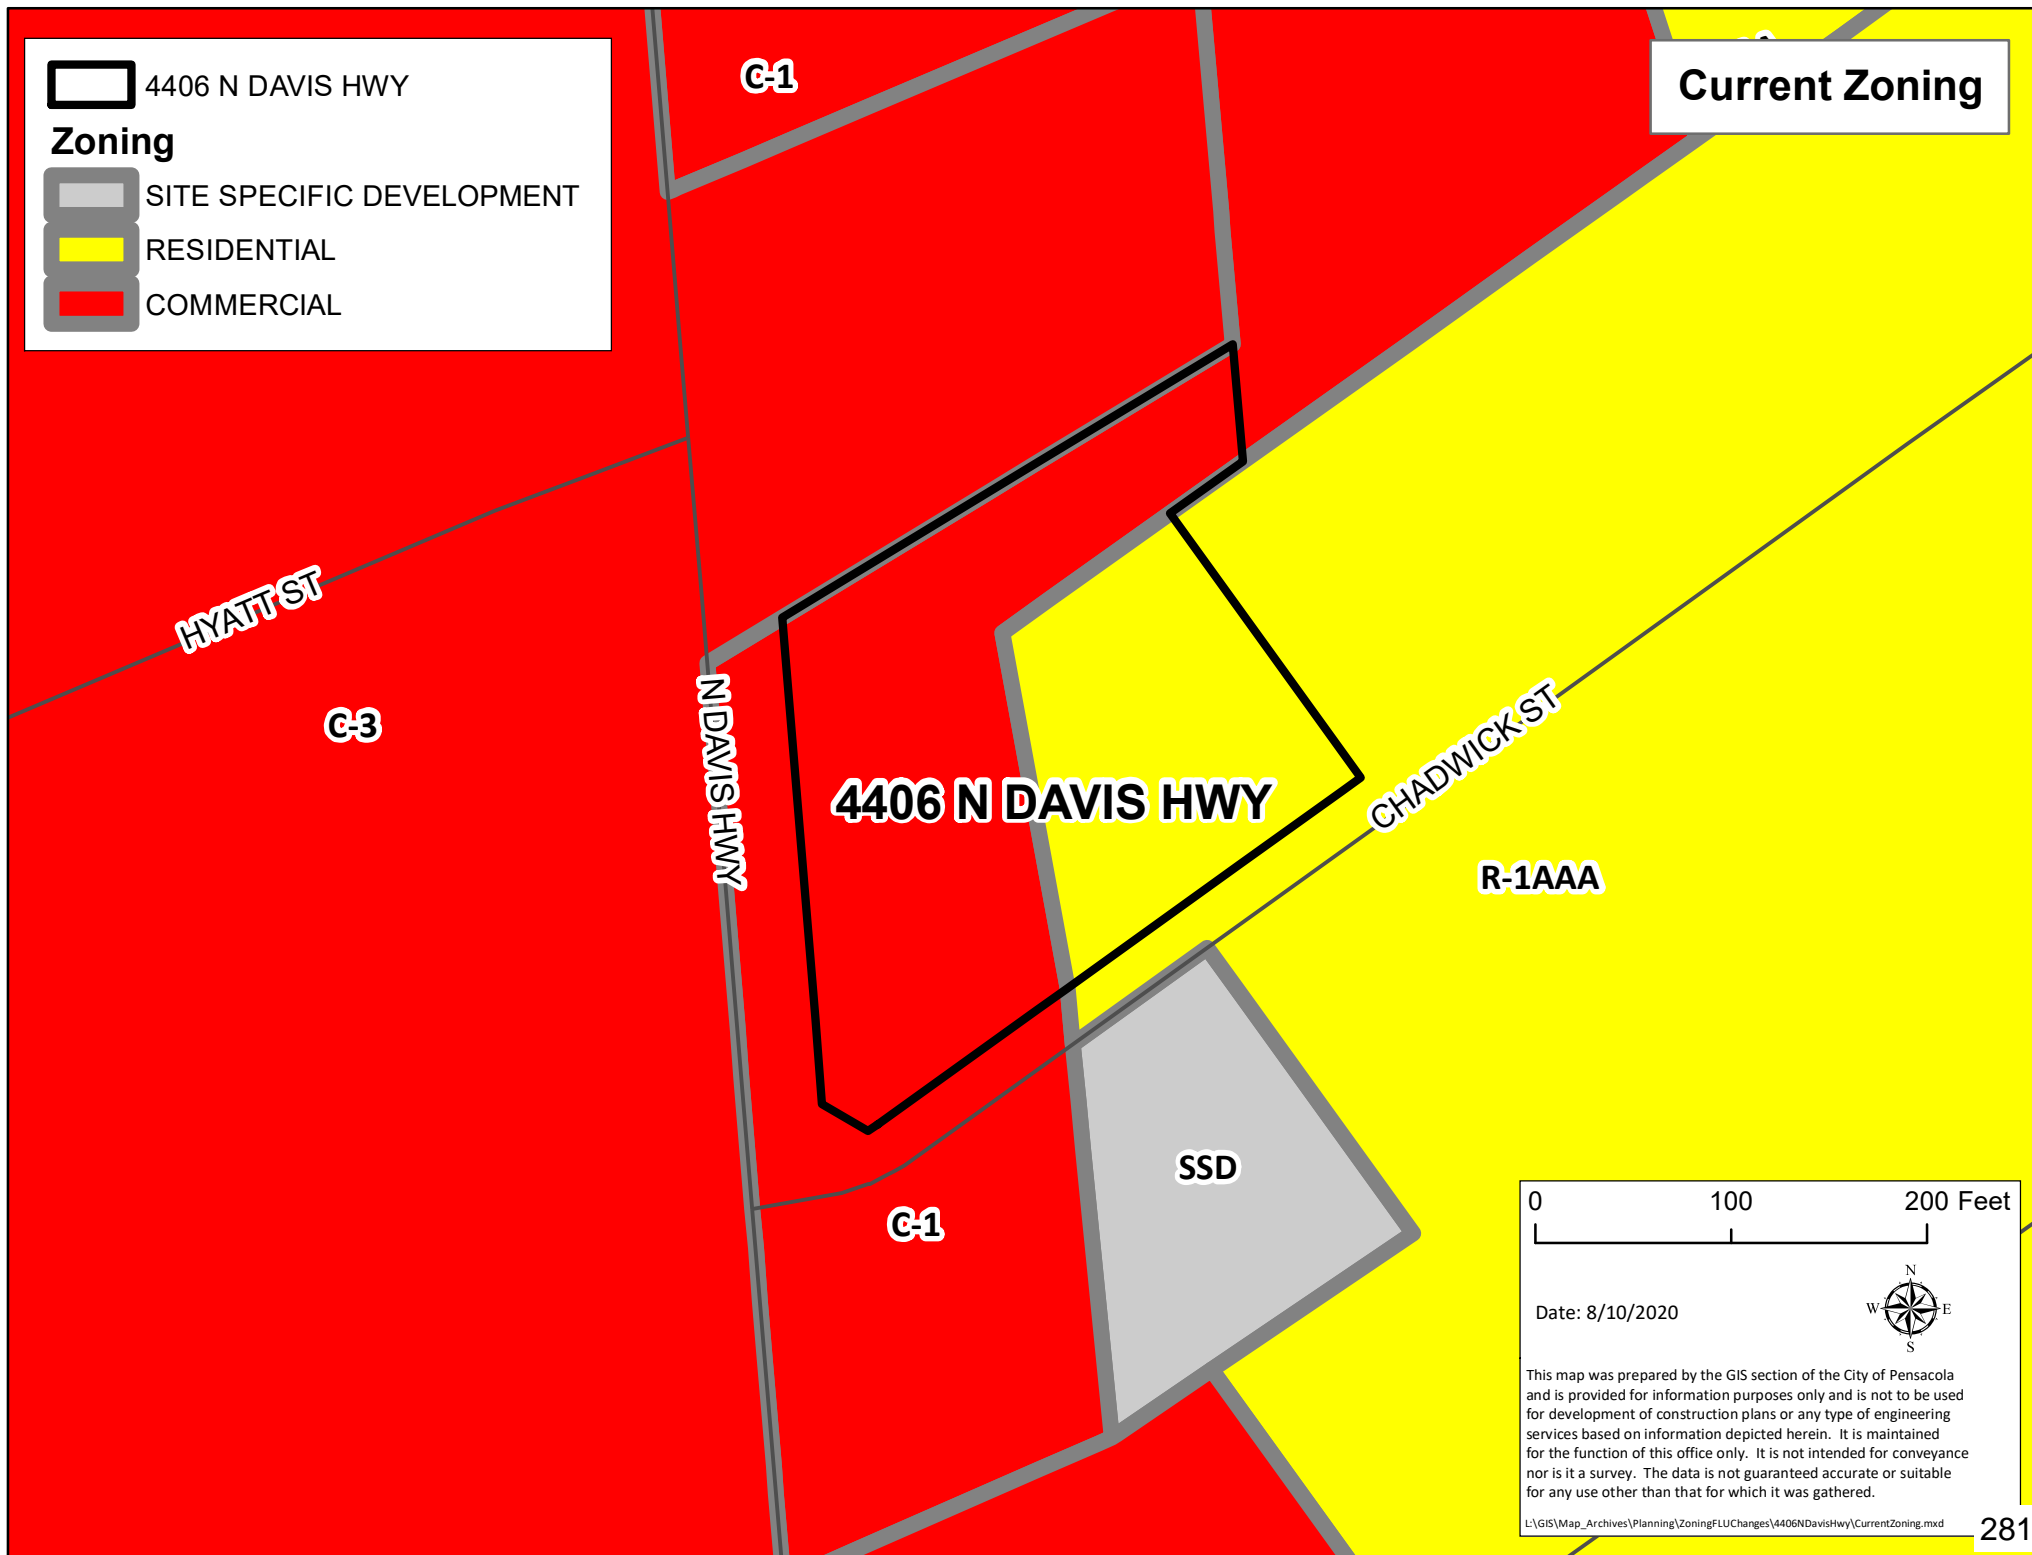 4406 N DAVIS HWY
Zoning
SITE SPECIFIC DEVELOPMENT
RESIDENTIAL
COMMERCIAL
C-1
Current Zoning
HYATT ST
C-3
N DAVIS HWY
4406 N DAVIS HWY
CHADWICK ST
R-1AAA
SSD
C-1
0 100 200 Feet
N
W E
S
Date: 8/10/2020
This map was prepared by the GIS section of the City of Pensacola
and is provided for information purposes only and is not to be used
for development of construction plans or any type of engineering
services based on information depicted herein. It is maintained
for the function of this office only. It is not intended for conveyance
nor is it a survey. The data is not guaranteed accurate or suitable
for any use other than that for which it was gathered.
L:\GIS\Map_Archives\Planning\ZoningFLUChanges\4406NDavisHwy\CurrentZoning.mxd
281